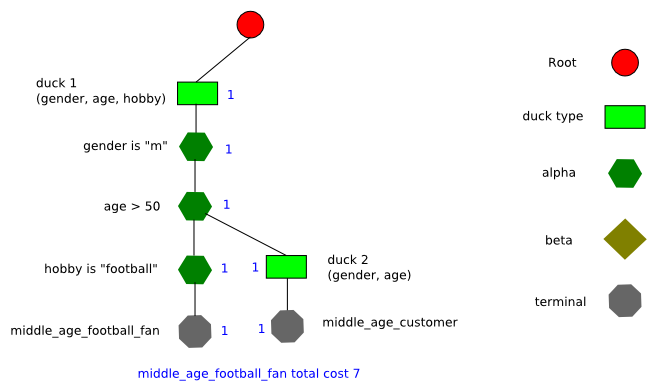 Root
duck 1
(gender, age, hobby)
1
duck type
gender is "m"
1
alpha
age > 50
1
beta
hobby is "football"
1
1
duck 2
(gender, age)
terminal
middle_age_football_fan
1
1
middle_age_customer
middle_age_football_fan total cost 7